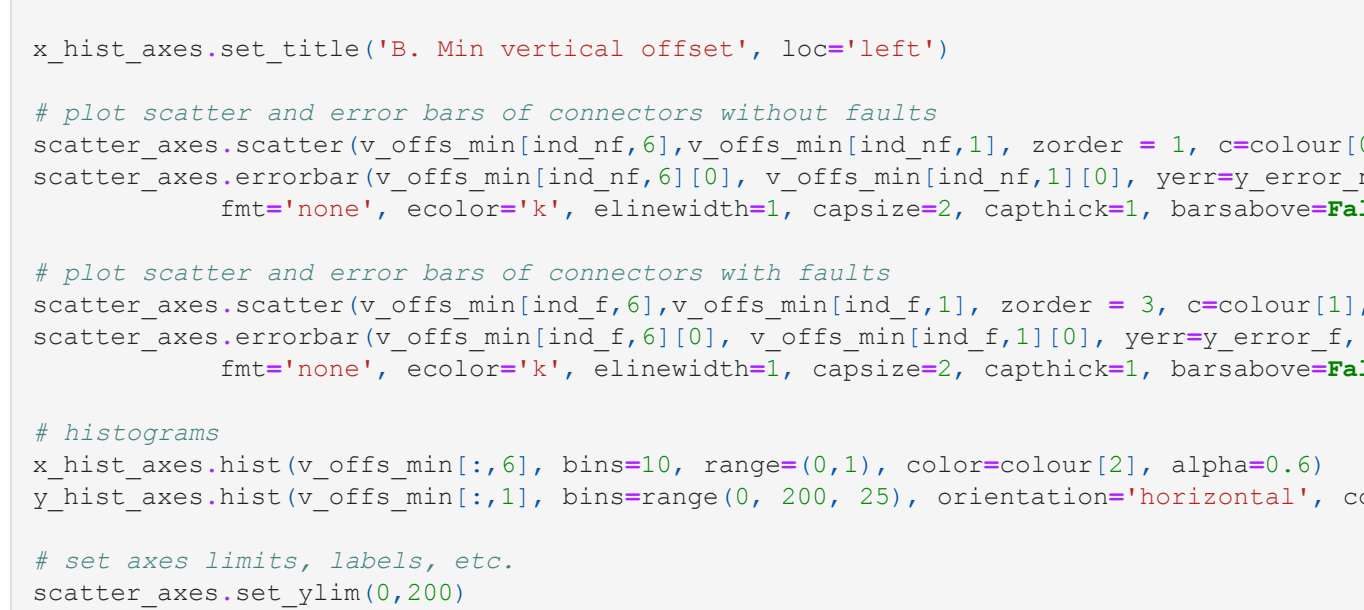 x_hist_axes.set_title('B. Min vertical offset', loc='left')
# plot scatter and error bars of connectors without faults
scatter_axes.scatter(v_offs_min[ind_nf,6],v_offs_min[ind_nf,1], zorder = 1, c=colour[0
scatter_axes.errorbar(v_offs_min[ind_nf,6][0], v_offs_min[ind_nf,1][0], yerr=y_error_n
fmt='none', ecolor='k', elinewidth=1, capsize=2, capthick=1, barsabove=Fal
# plot scatter and error bars of connectors with faults
scatter_axes.scatter(v_offs_min[ind_f,6],v_offs_min[ind_f,1], zorder = 3, c=colour[1],
scatter_axes.errorbar(v_offs_min[ind_f,6][0], v_offs_min[ind_f,1][0], yerr=y_error_f,
fmt='none', ecolor='k', elinewidth=1, capsize=2, capthick=1, barsabove=Fal
# histograms
x_hist_axes.hist(v_offs_min[:,6], bins=10, range=(0,1), color=colour[2], alpha=0.6)
y_hist_axes.hist(v_offs_min[:,1], bins=range(0, 200, 25), orientation='horizontal', co
# set axes limits, labels, etc.
scatter_axes.set_ylim(0,200)